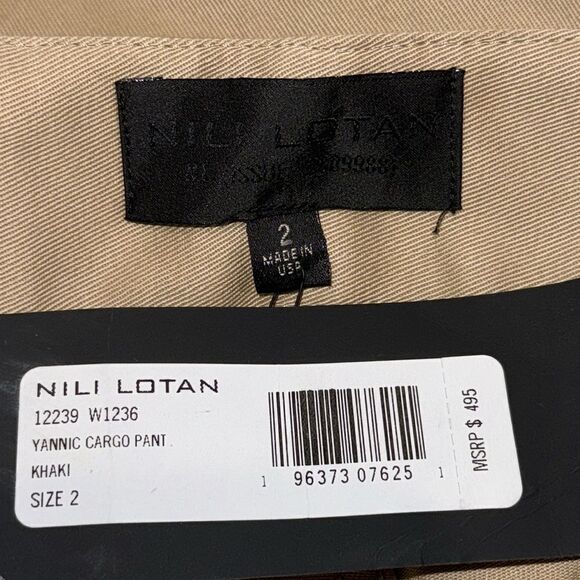 NILI LOTAN
2
MADE IN
USA
NILI LOTAN
12239 W1236
YANNIC CARGO PANT
KHAKI
SIZE 2
1 96373 07625 1
MSRP $ 495